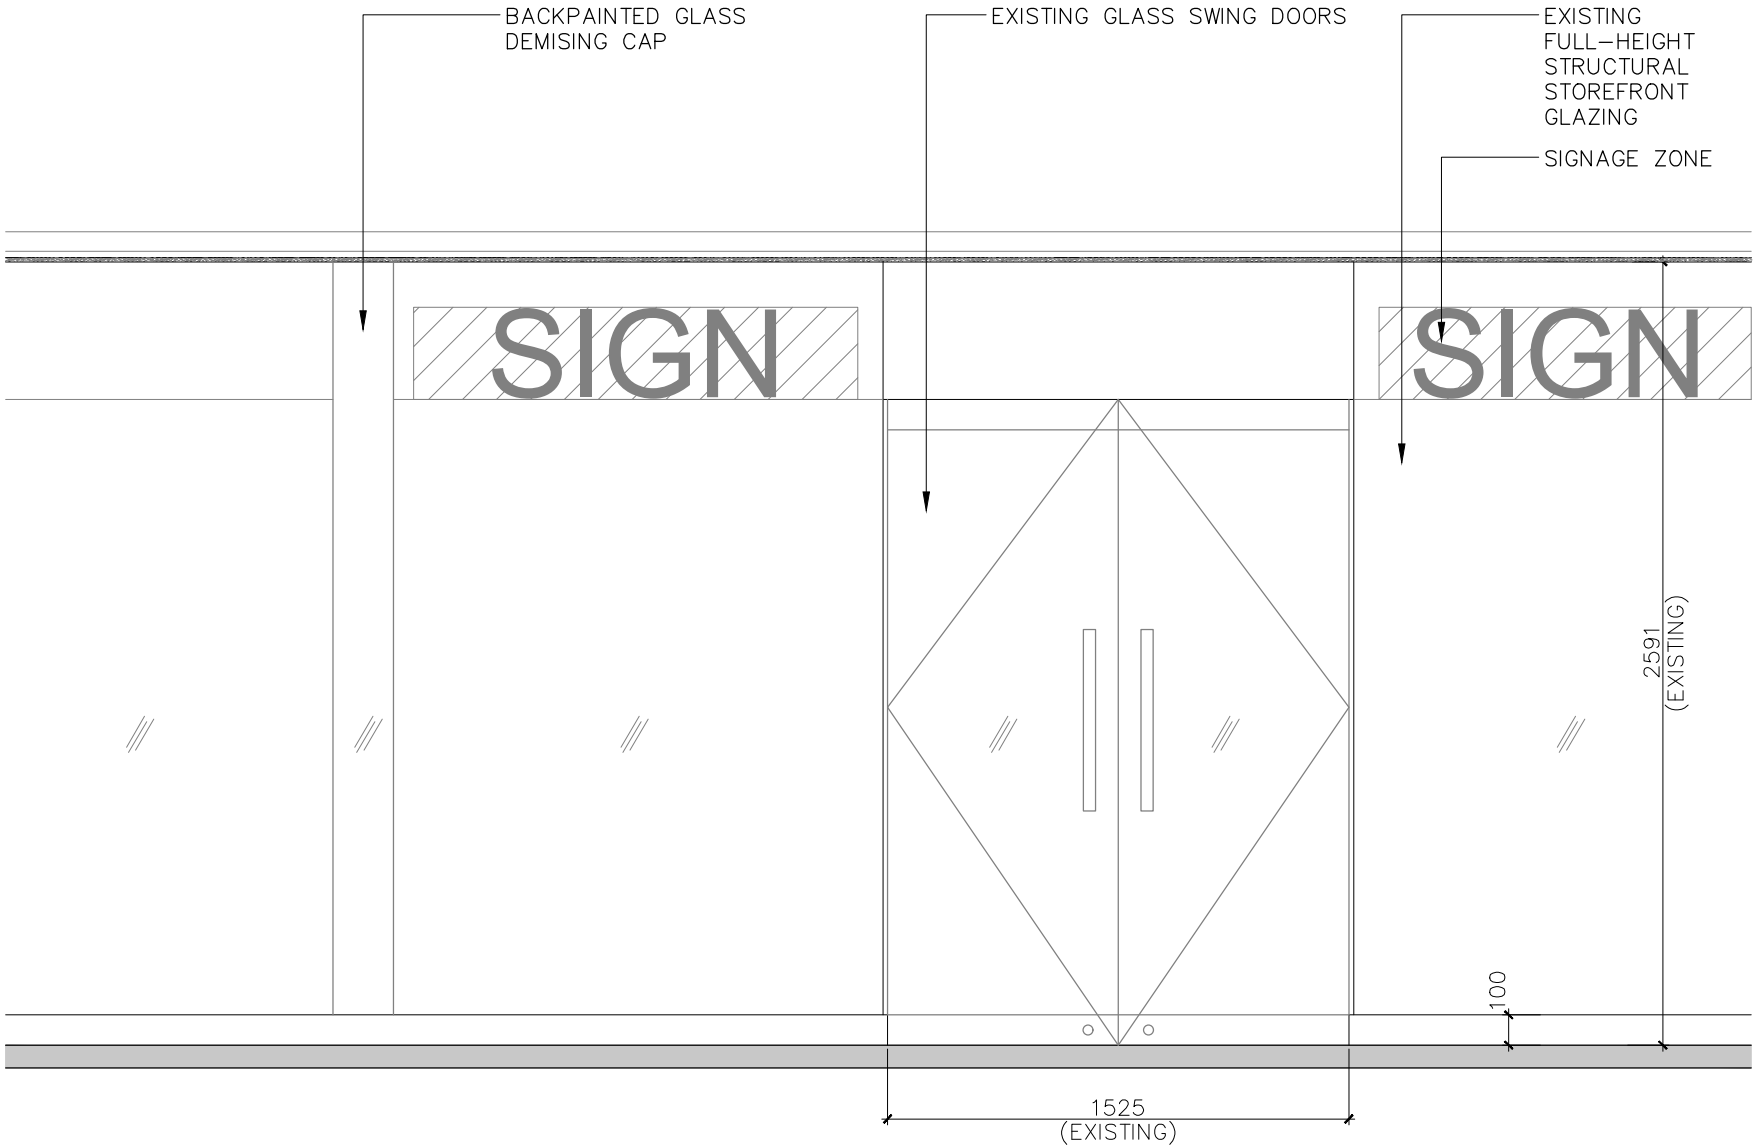 BACKPAINTED GLASS
DEMISING CAP
EXISTING GLASS SWING DOORS
EXISTING
FULL-HEIGHT
STRUCTURAL
STOREFRONT
GLAZING
SIGNAGE ZONE
SIGN
SIGN
2591
(EXISTING)
100
1525
(EXISTING)